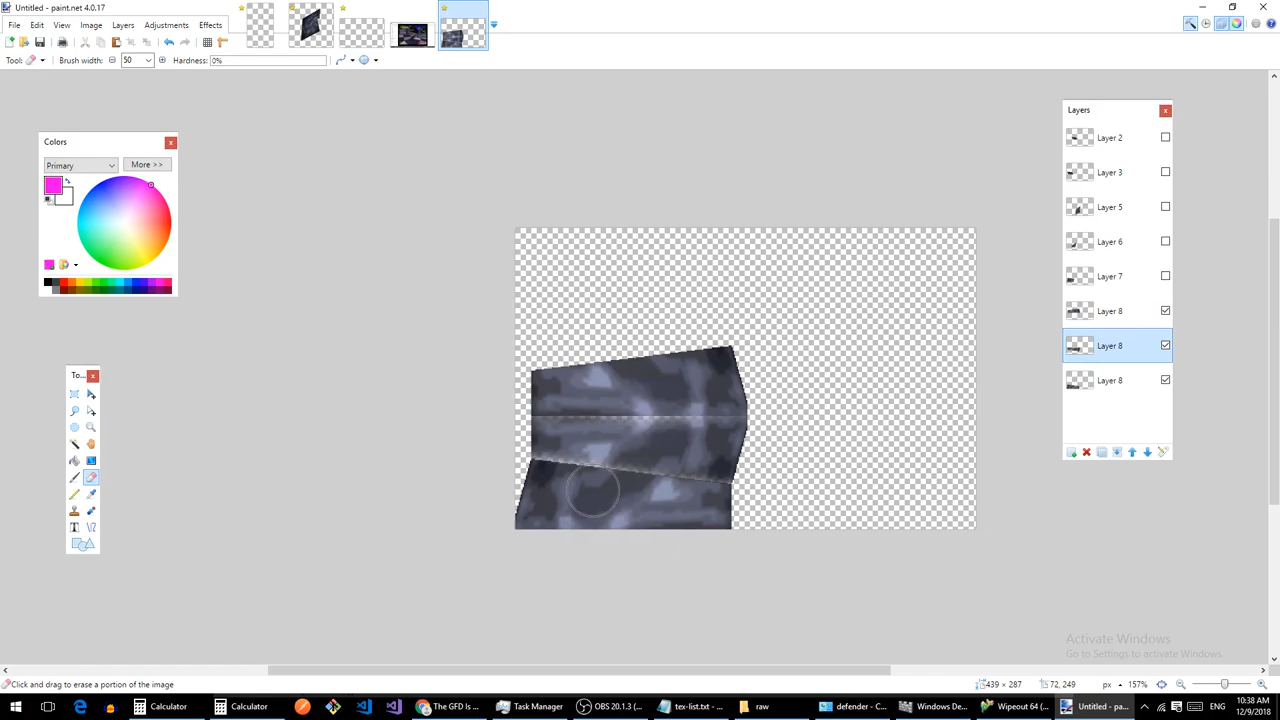 Untitled - paint.net 4.0.17
File Edit View Image Layers Adjustments Effects
Tool: Brush width: 50 Hardness: 0%
Colors
Primary More >>
To...
Layers
Layer 2
Layer 3
Layer 5
Layer 6
Layer 7
Layer 8
Layer 8
Layer 8
Activate Windows
Go to Settings to activate Windows.
Click and drag to erase a portion of the image 439 × 287 72, 249 px 157%
Calculator Calculator The GFD Is ... Task Manager OBS 20.1.3 (... tex-list.txt - ... raw defender - C... Windows De... Wipeout 64 (... Untitled - pa... 10:38 AM
12/9/2018